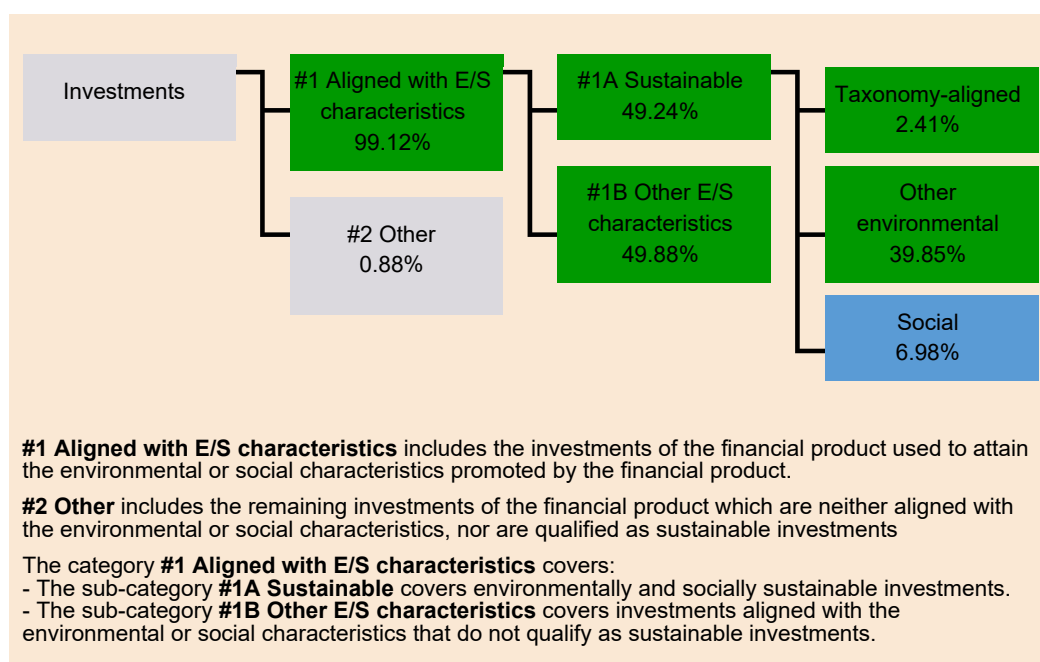 Investments
#1 Aligned with E/S
characteristics
99.12%
#2 Other
0.88%
#1A Sustainable
49.24%
#1B Other E/S
characteristics
49.88%
Taxonomy-aligned
2.41%
Other
environmental
39.85%
Social
6.98%
#1 Aligned with E/S characteristics includes the investments of the financial product used to attain
the environmental or social characteristics promoted by the financial product.
#2 Other includes the remaining investments of the financial product which are neither aligned with
the environmental or social characteristics, nor are qualified as sustainable investments
The category #1 Aligned with E/S characteristics covers:
- The sub-category #1A Sustainable covers environmentally and socially sustainable investments.
- The sub-category #1B Other E/S characteristics covers investments aligned with the
environmental or social characteristics that do not qualify as sustainable investments.